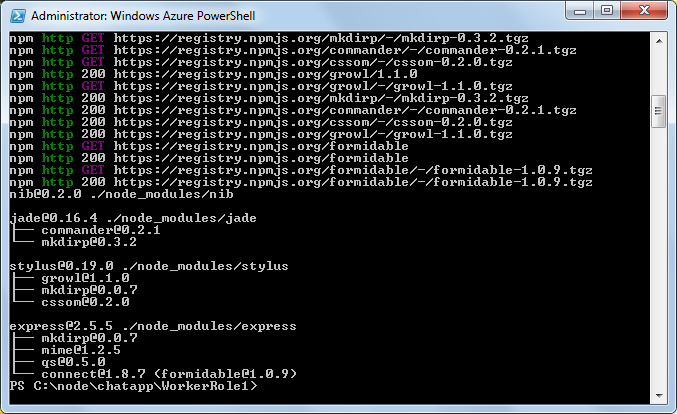 Administrator: Windows Azure PowerShell
npm http GET https://registry.npmjs.org/mkdirp/-/mkdirp-0.3.2.tgz
npm http GET https://registry.npmjs.org/commander/-/commander-0.2.1.tgz
npm http GET https://registry.npmjs.org/cssom/-/cssom-0.2.0.tgz
npm http 200 https://registry.npmjs.org/growl/1.1.0
npm http GET https://registry.npmjs.org/growl/-/growl-1.1.0.tgz
npm http 200 https://registry.npmjs.org/mkdirp/-/mkdirp-0.3.2.tgz
npm http 200 https://registry.npmjs.org/commander/-/commander-0.2.1.tgz
npm http 200 https://registry.npmjs.org/cssom/-/cssom-0.2.0.tgz
npm http 200 https://registry.npmjs.org/growl/-/growl-1.1.0.tgz
npm http GET https://registry.npmjs.org/formidable
npm http 200 https://registry.npmjs.org/formidable
npm http GET https://registry.npmjs.org/formidable/-/formidable-1.0.9.tgz
npm http 200 https://registry.npmjs.org/formidable/-/formidable-1.0.9.tgz
nib@0.2.0 ./node_modules/nib
jade@0.16.4 ./node_modules/jade
├── commander@0.2.1
└── mkdirp@0.3.2
stylus@0.19.0 ./node_modules/stylus
├── growl@1.1.0
├── mkdirp@0.0.7
└── cssom@0.2.0
express@2.5.5 ./node_modules/express
├── mkdirp@0.0.7
├── mime@1.2.5
├── qs@0.5.0
└── connect@1.8.7 (formidable@1.0.9)
PS C:\node\chatapp\WorkerRole1>